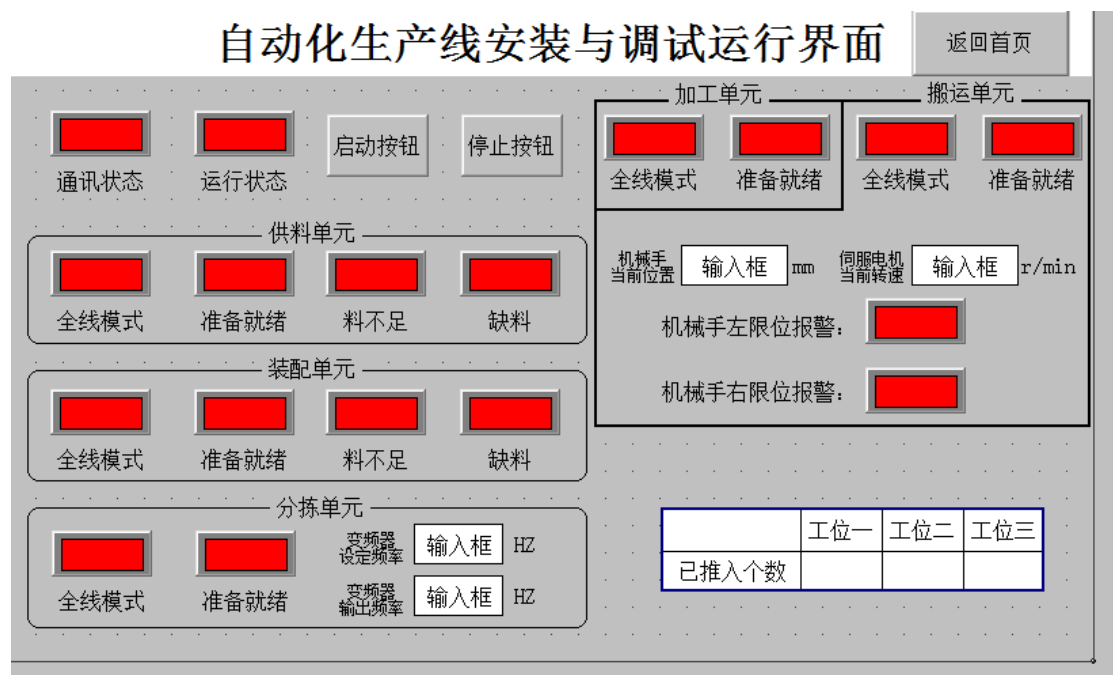 自动化生产线安装与调试运行界面
返回首页
通讯状态
运行状态
启动按钮
停止按钮
加工单元
全线模式
准备就绪
搬运单元
全线模式
准备就绪
机械手
当前位置
输入框
mm
伺服电机
当前转速
输入框
r/min
机械手左限位报警:
机械手右限位报警:
供料单元
全线模式
准备就绪
料不足
缺料
装配单元
全线模式
准备就绪
料不足
缺料
分拣单元
全线模式
准备就绪
变频器
设定频率
输入框
HZ
变频器
输出频率
输入框
HZ
工位一
工位二
工位三
已推入个数